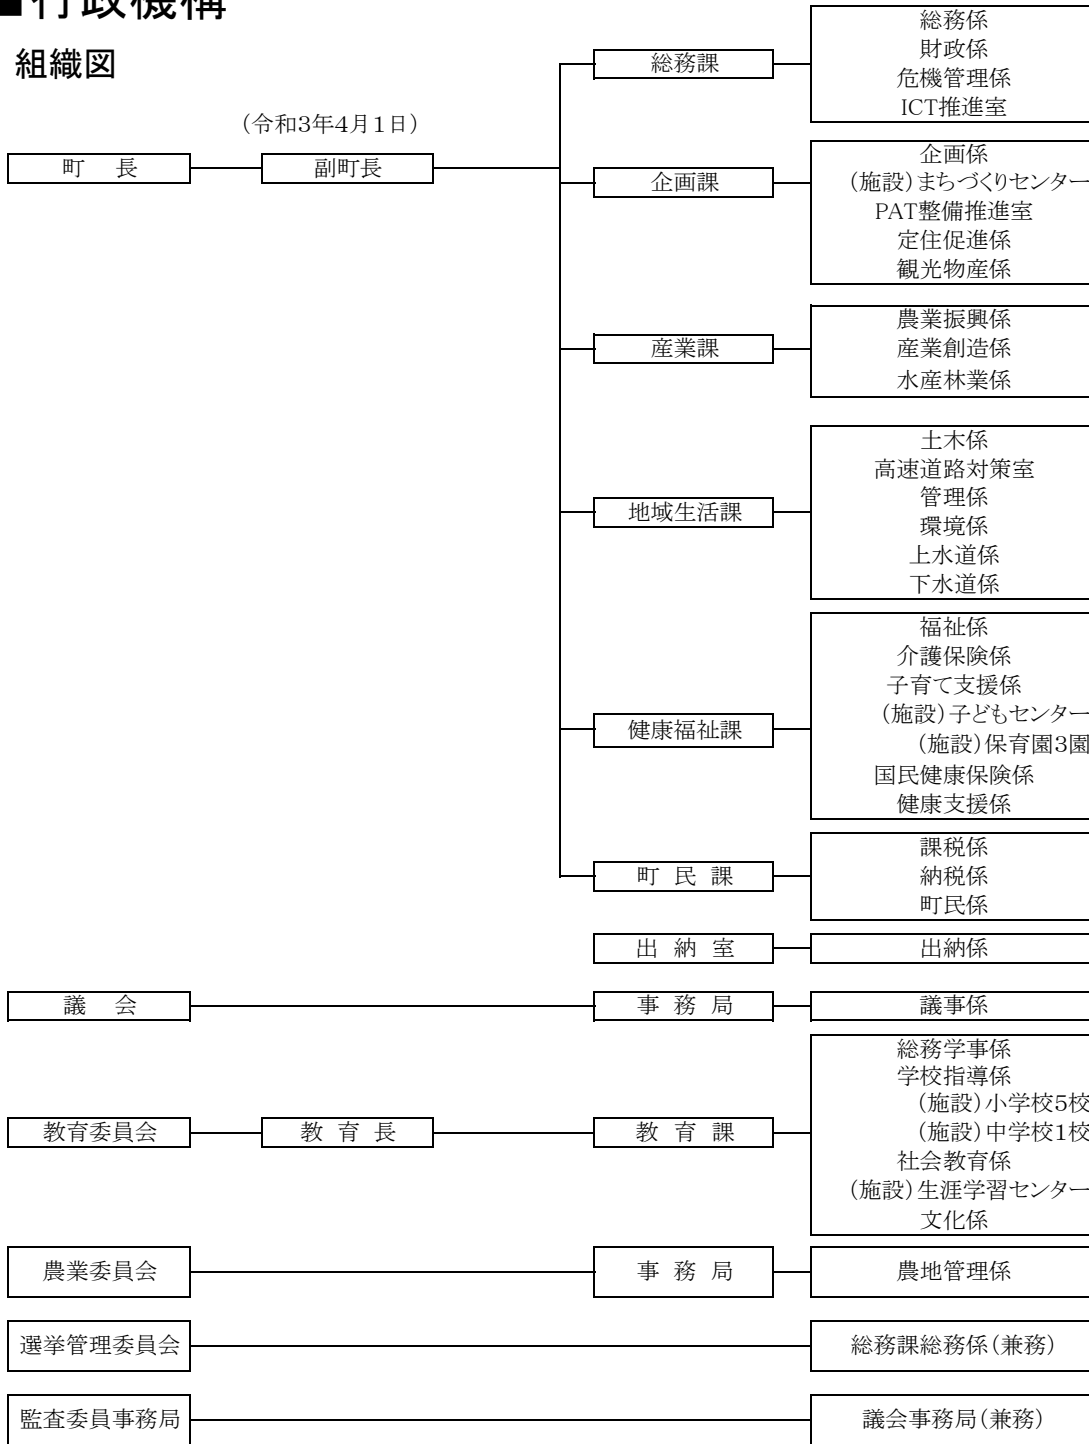 ■行政機構
組織図
（令和3年4月1日）
町　長
副町長
総務課
総務係
財政係
危機管理係
ICT推進室
企画課
企画係
（施設）まちづくりセンター
PAT整備推進室
定住促進係
観光物産係
産業課
農業振興係
産業創造係
水産林業係
地域生活課
土木係
高速道路対策室
管理係
環境係
上水道係
下水道係
健康福祉課
福祉係
介護保険係
子育て支援係
（施設）子どもセンター
（施設）保育園3園
国民健康保険係
健康支援係
町 民 課
課税係
納税係
町民係
出 納 室
出納係
議　会
事 務 局
議事係
教育委員会
教 育 長
教 育 課
総務学事係
学校指導係
（施設）小学校5校
（施設）中学校1校
社会教育係
（施設）生涯学習センター
文化係
農業委員会
事 務 局
農地管理係
選挙管理委員会
総務課総務係（兼務）
監査委員事務局
議会事務局（兼務）